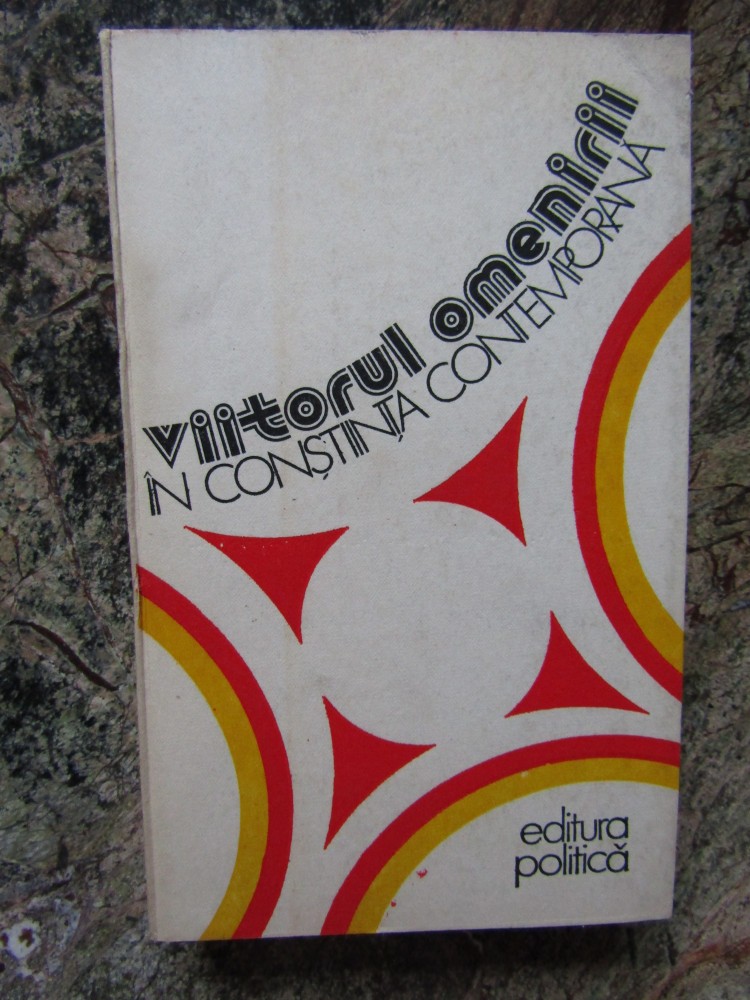 viitorul omenirii
ÎN CONȘTIINȚA CONTEMPORANĂ
editura
politică